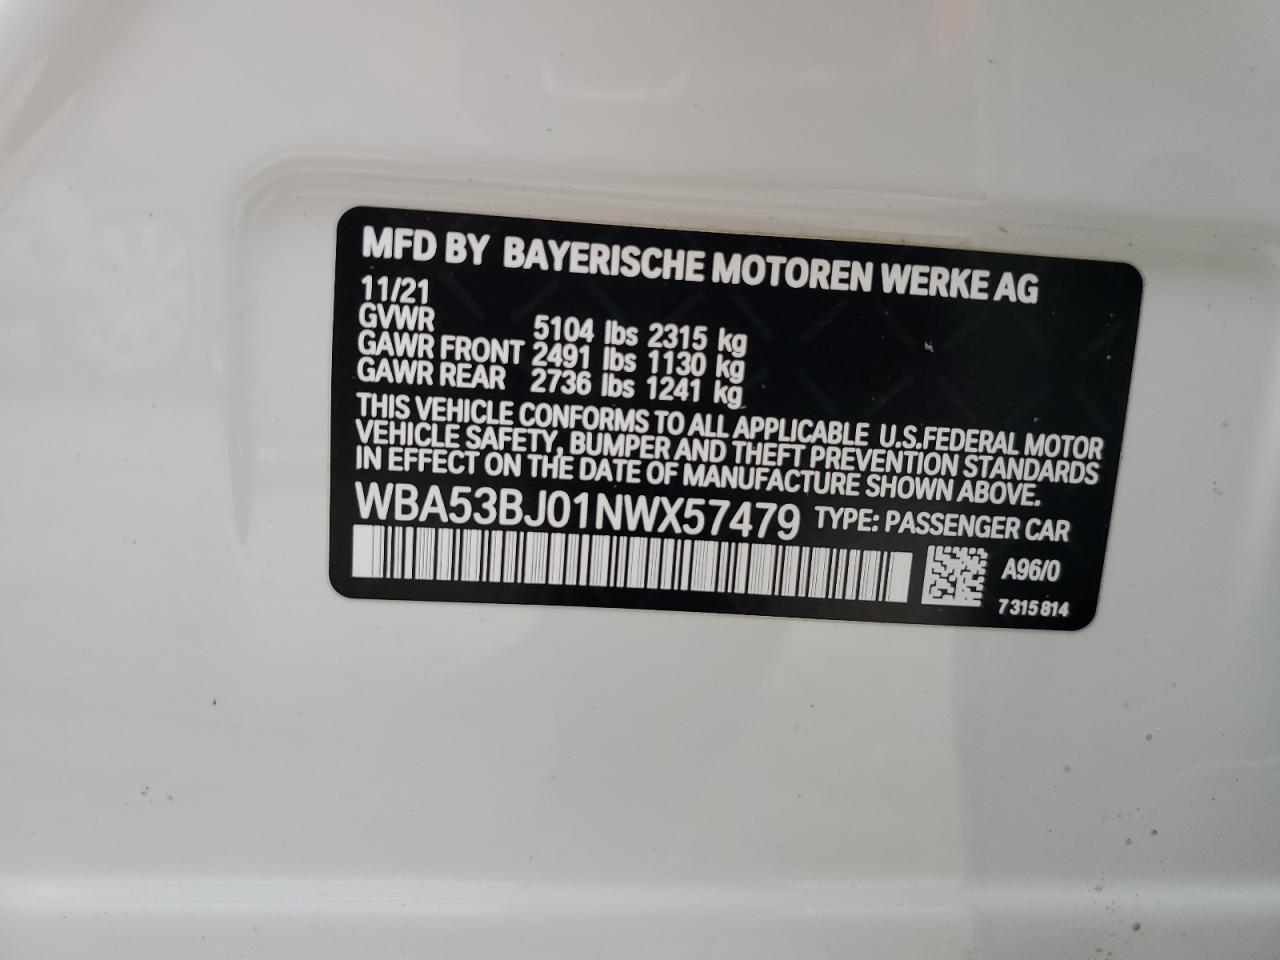 MFD BY BAYERISCHE MOTOREN WERKE AG
11/21
GVWR 5104 lbs 2315 kg
GAWR FRONT 2491 lbs 1130 kg
GAWR REAR 2736 lbs 1241 kg
THIS VEHICLE CONFORMS TO ALL APPLICABLE U.S.FEDERAL MOTOR
VEHICLE SAFETY, BUMPER AND THEFT PREVENTION STANDARDS
IN EFFECT ON THE DATE OF MANUFACTURE SHOWN ABOVE.
WBA53BJ01NWX57479 TYPE: PASSENGER CAR
A96/0
7 315 814